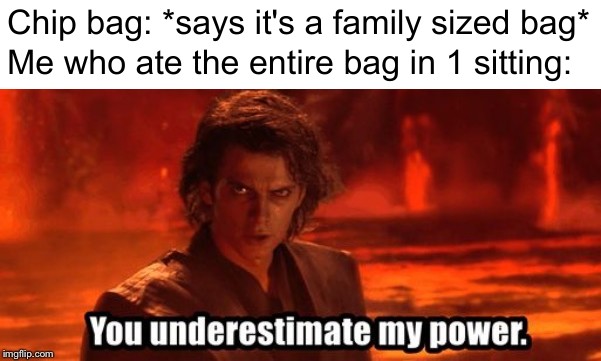 Chip bag: *says it's a family sized bag*
Me who ate the entire bag in 1 sitting:
You underestimate my power.
imgflip.com